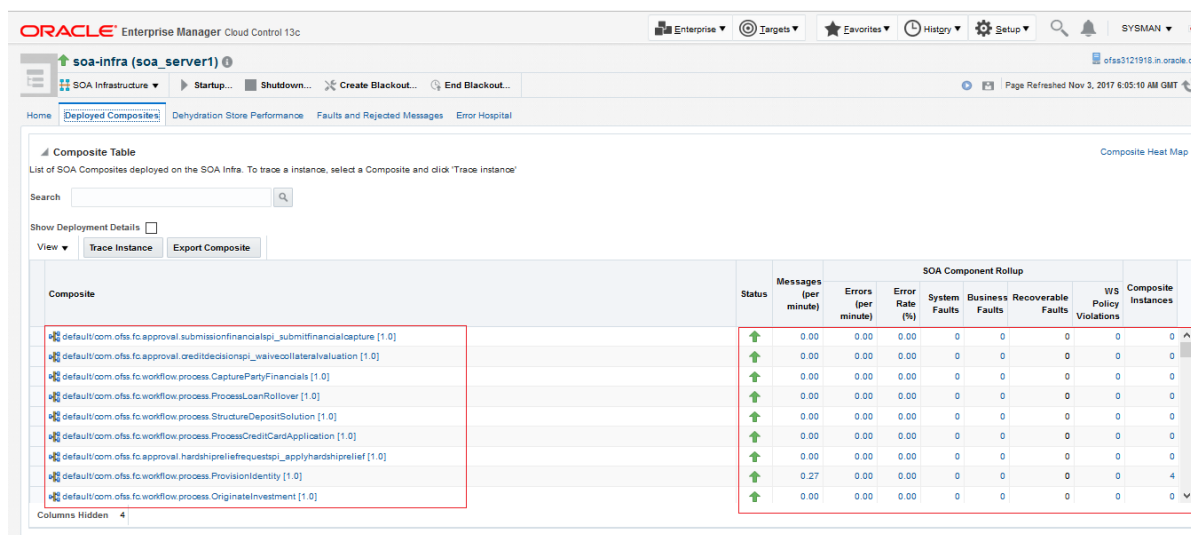 ORACLE Enterprise Manager Cloud Control 13c Enterprise Targets Favorites History Setup SYSMAN
soa-infra (soa_server1) ofss3121918.in.oracle.c
SOA Infrastructure Startup... Shutdown... Create Blackout... End Blackout... Page Refreshed Nov 3, 2017 6:05:10 AM GMT
Home Deployed Composites Dehydration Store Performance Faults and Rejected Messages Error Hospital
Composite Table Composite Heat Map
List of SOA Composites deployed on the SOA Infra. To trace a instance, select a Composite and click 'Trace instance'
Search
Show Deployment Details
View Trace Instance Export Composite
Composite Status Messages (per minute) SOA Component Rollup Composite Instances
Errors (per minute) Error Rate (%) System Faults Business Faults Recoverable Faults WS Policy Violations
default/com.ofss.fc.approval.submissionfinancialspi_submitfinancialcapture [1.0] 0.00 0.00 0.00 0 0 0 0 0
default/com.ofss.fc.approval.creditdecisionspi_waivecollateralvaluation [1.0] 0.00 0.00 0.00 0 0 0 0 0
default/com.ofss.fc.workflow.process.CapturePartyFinancials [1.0] 0.00 0.00 0.00 0 0 0 0 0
default/com.ofss.fc.workflow.process.ProcessLoanRollover [1.0] 0.00 0.00 0.00 0 0 0 0 0
default/com.ofss.fc.workflow.process.StructureDepositSolution [1.0] 0.00 0.00 0.00 0 0 0 0 0
default/com.ofss.fc.workflow.process.ProcessCreditCardApplication [1.0] 0.00 0.00 0.00 0 0 0 0 0
default/com.ofss.fc.approval.hardshipreliefrequestspi_applyhardshiprelief [1.0] 0.00 0.00 0.00 0 0 0 0 0
default/com.ofss.fc.workflow.process.ProvisionIdentity [1.0] 0.27 0.00 0.00 0 0 0 0 4
default/com.ofss.fc.workflow.process.OriginateInvestment [1.0] 0.00 0.00 0.00 0 0 0 0 0
Columns Hidden 4